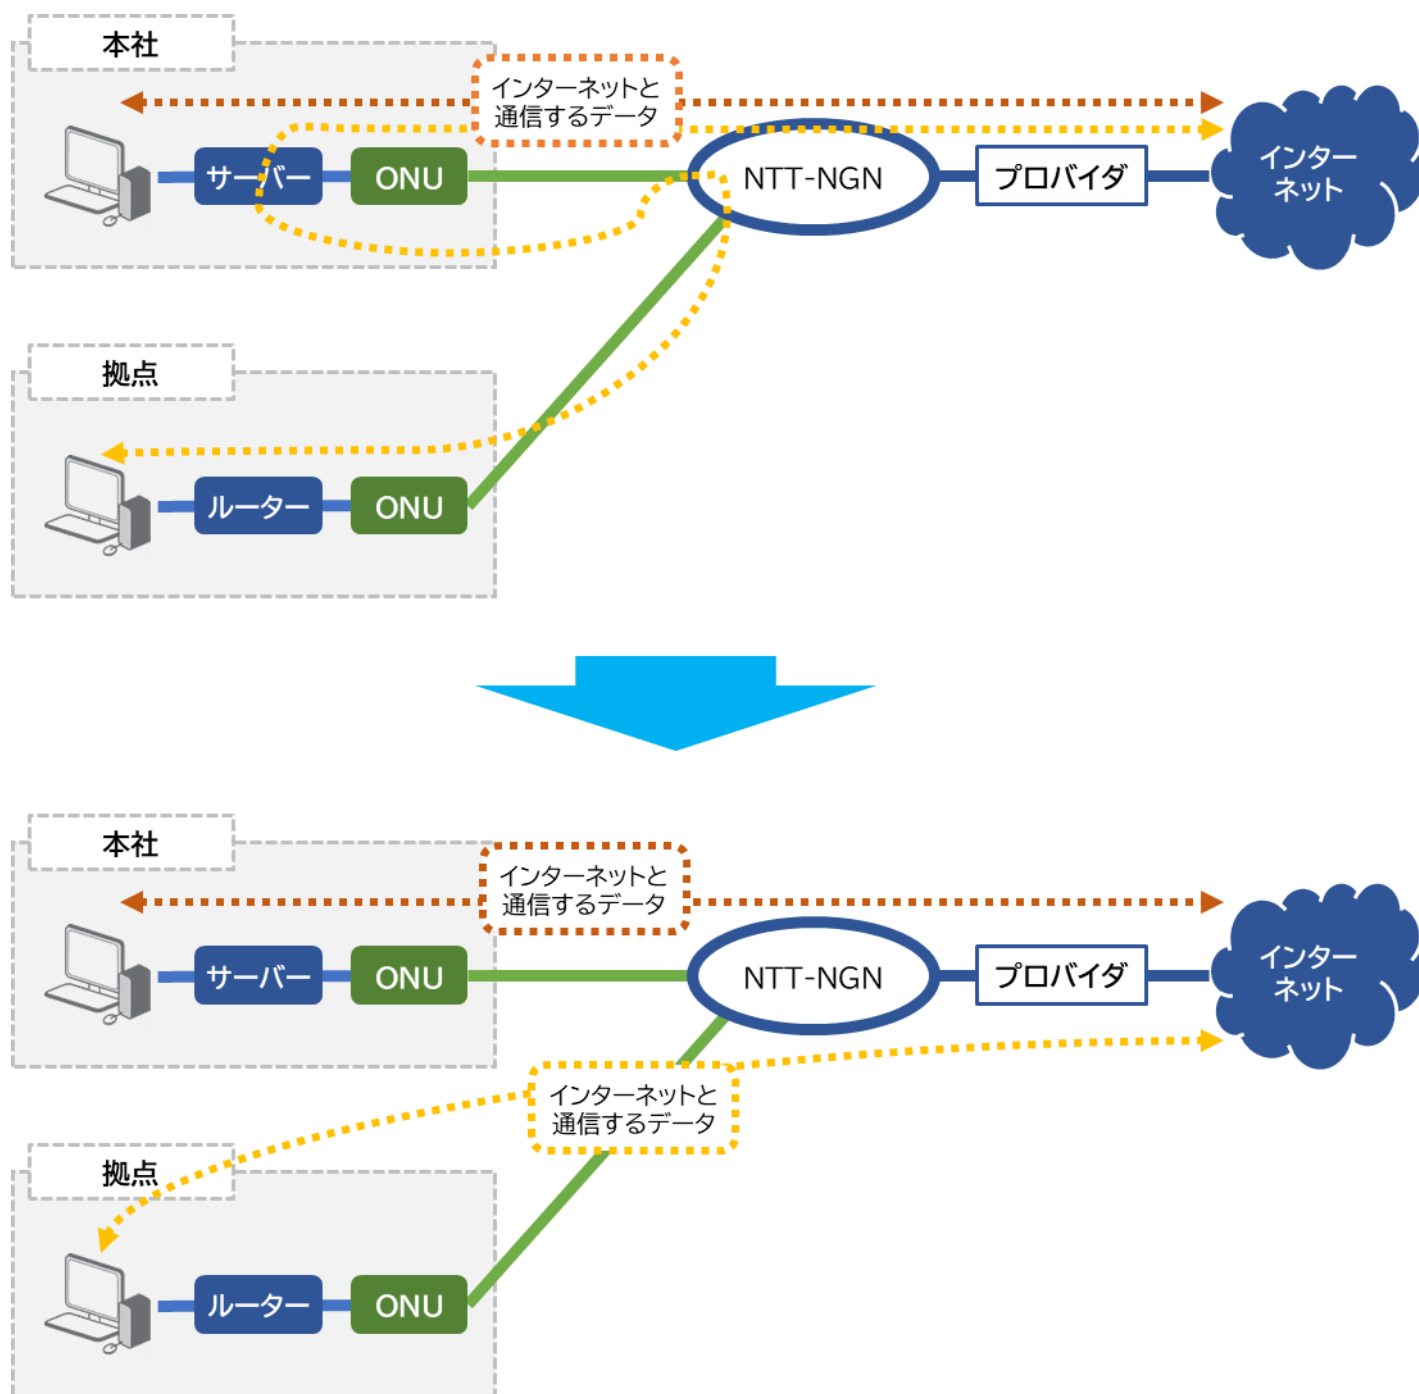 本社
インターネットと
通信するデータ
サーバー
ONU
NTT-NGN
プロバイダ
インター
ネット
拠点
ルーター
ONU
本社
インターネットと
通信するデータ
サーバー
ONU
NTT-NGN
プロバイダ
インター
ネット
インターネットと
通信するデータ
拠点
ルーター
ONU